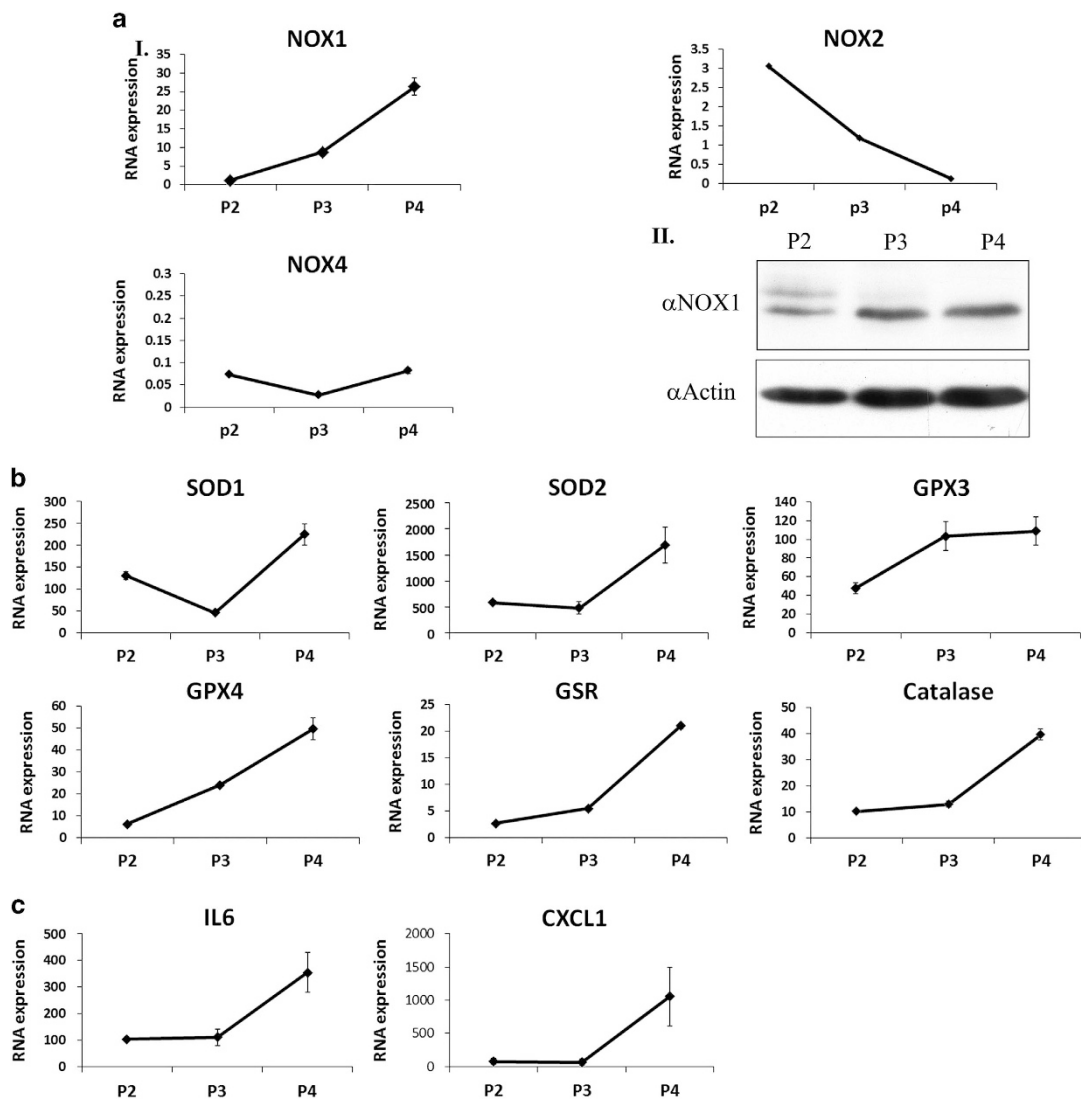 a
I.
NOX1
RNA expression
35
30
25
20
15
10
5
0
P2 P3 P4
NOX2
RNA expression
3.5
3
2.5
2
1.5
1
0.5
0
p2 p3 p4
NOX4
RNA expression
0.3
0.25
0.2
0.15
0.1
0.05
0
p2 p3 p4
II.
P2 P3 P4
αNOX1
αActin
b
SOD1
RNA expression
300
250
200
150
100
50
0
P2 P3 P4
SOD2
RNA expression
2500
2000
1500
1000
500
0
P2 P3 P4
GPX3
RNA expression
140
120
100
80
60
40
20
0
P2 P3 P4
GPX4
RNA expression
60
50
40
30
20
10
0
P2 P3 P4
GSR
RNA expression
25
20
15
10
5
0
P2 P3 P4
Catalase
RNA expression
50
40
30
20
10
0
P2 P3 P4
c
IL6
RNA expression
500
400
300
200
100
0
P2 P3 P4
CXCL1
RNA expression
2000
1500
1000
500
0
P2 P3 P4